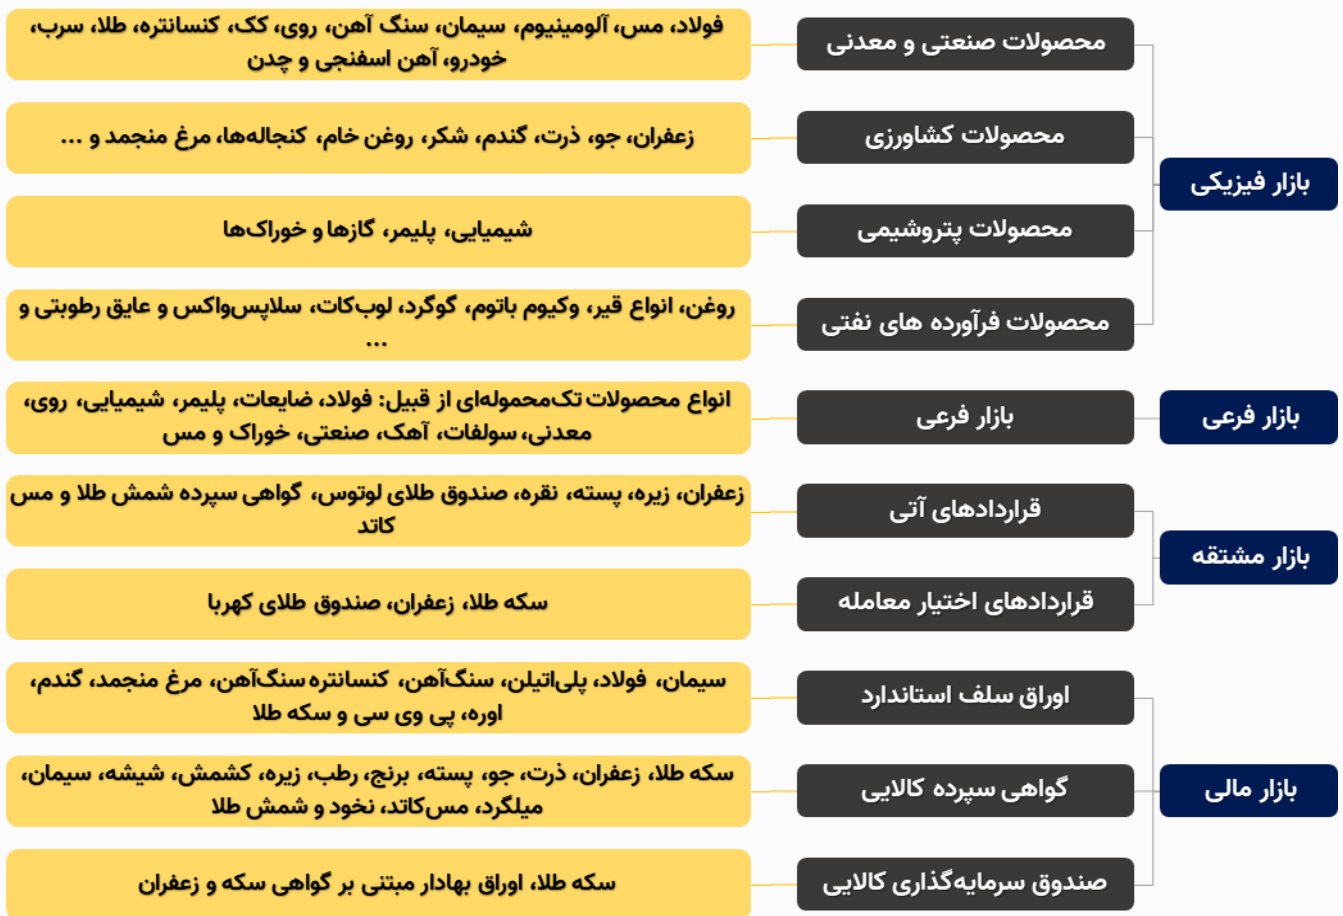 بازار فیزیکی
محصولات صنعتی و معدنی
فولاد، مس، آلومینیوم، سیمان، سنگ آهن، روی، کک، کنسانتره، طلا، سرب،
خودرو، آهن اسفنجی و چدن
محصولات کشاورزی
زعفران، جو، ذرت، گندم، شکر، روغن خام، کنجاله‌ها، مرغ منجمد و ...
محصولات پتروشیمی
شیمیایی، پلیمر، گازها و خوراک‌ها
محصولات فرآورده های نفتی
روغن، انواع قیر، وکیوم باتوم، گوگرد، لوب‌کات، سلاپس‌واکس و عایق رطوبتی و
...
بازار فرعی
بازار فرعی
انواع محصولات تک‌محموله‌ای از قبیل: فولاد، ضایعات، پلیمر، شیمیایی، روی،
معدنی، سولفات، آهک، صنعتی، خوراک و مس
بازار مشتقه
قراردادهای آتی
زعفران، زیره، پسته، نقره، صندوق طلای لوتوس، گواهی سپرده شمش طلا و مس
کاتد
قراردادهای اختیار معامله
سکه طلا، زعفران، صندوق طلای کهربا
بازار مالی
اوراق سلف استاندارد
سیمان، فولاد، پلی‌اتیلن، سنگ‌آهن، کنسانتره سنگ‌آهن، مرغ منجمد، گندم،
اوره، پی وی سی و سکه طلا
گواهی سپرده کالایی
سکه طلا، زعفران، ذرت، جو، پسته، برنج، رطب، زیره، کشمش، شیشه، سیمان،
میلگرد، مس‌کاتد، نخود و شمش طلا
صندوق سرمایه‌گذاری کالایی
سکه طلا، اوراق بهادار مبتنی بر گواهی سکه و زعفران